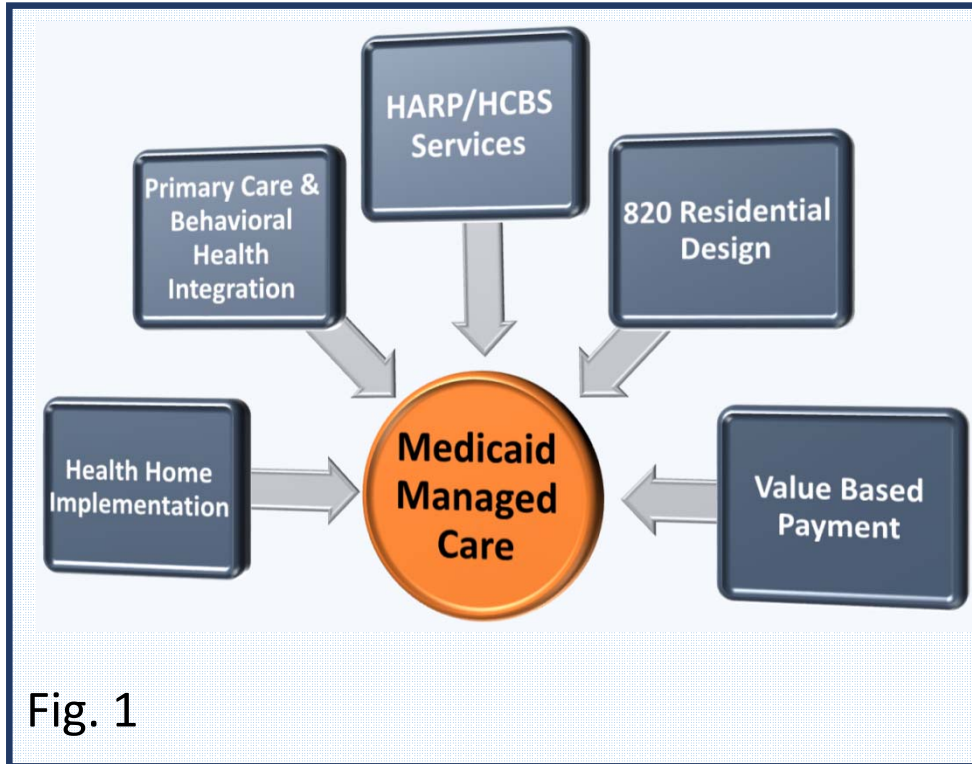 HARP/HCBS
Services
Primary Care &
Behavioral
Health
Integration
820 Residential
Design
Health Home
Implementation
Medicaid
Managed
Care
Value Based
Payment
Fig. 1